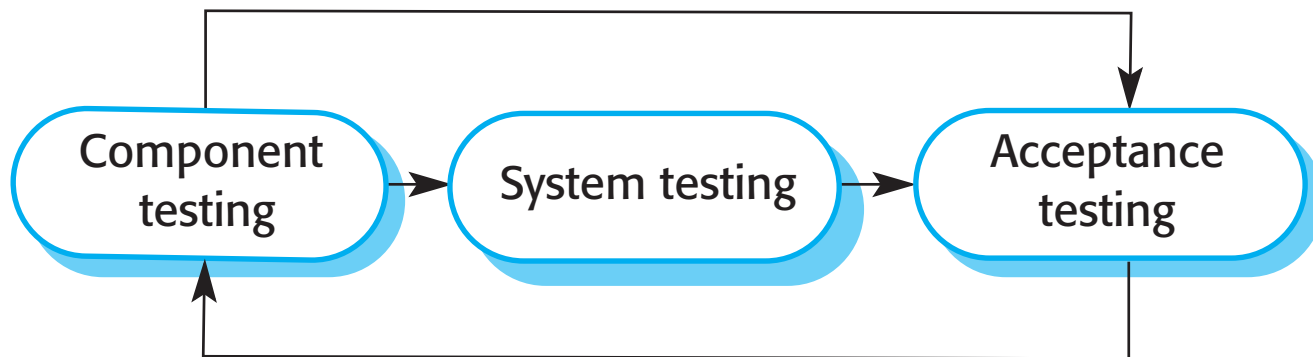 Component
testing
System testing
Acceptance
testing